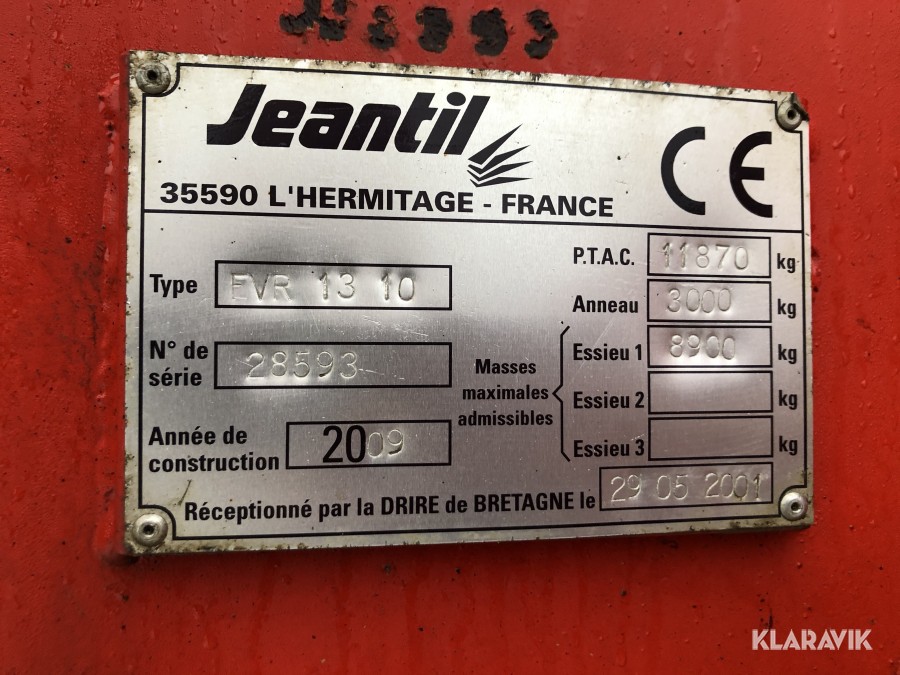 28593
Jeantil
CE
35590 L'HERMITAGE - FRANCE
Type EVR 13 10
N° de série 28593
Année de construction 2009
P.T.A.C. 11870 kg
Anneau 3000 kg
Masses maximales admissibles
Essieu 1 8900 kg
Essieu 2 kg
Essieu 3 kg
Réceptionné par la DRIRE de BRETAGNE le 29 05 2001
KLARAVIK